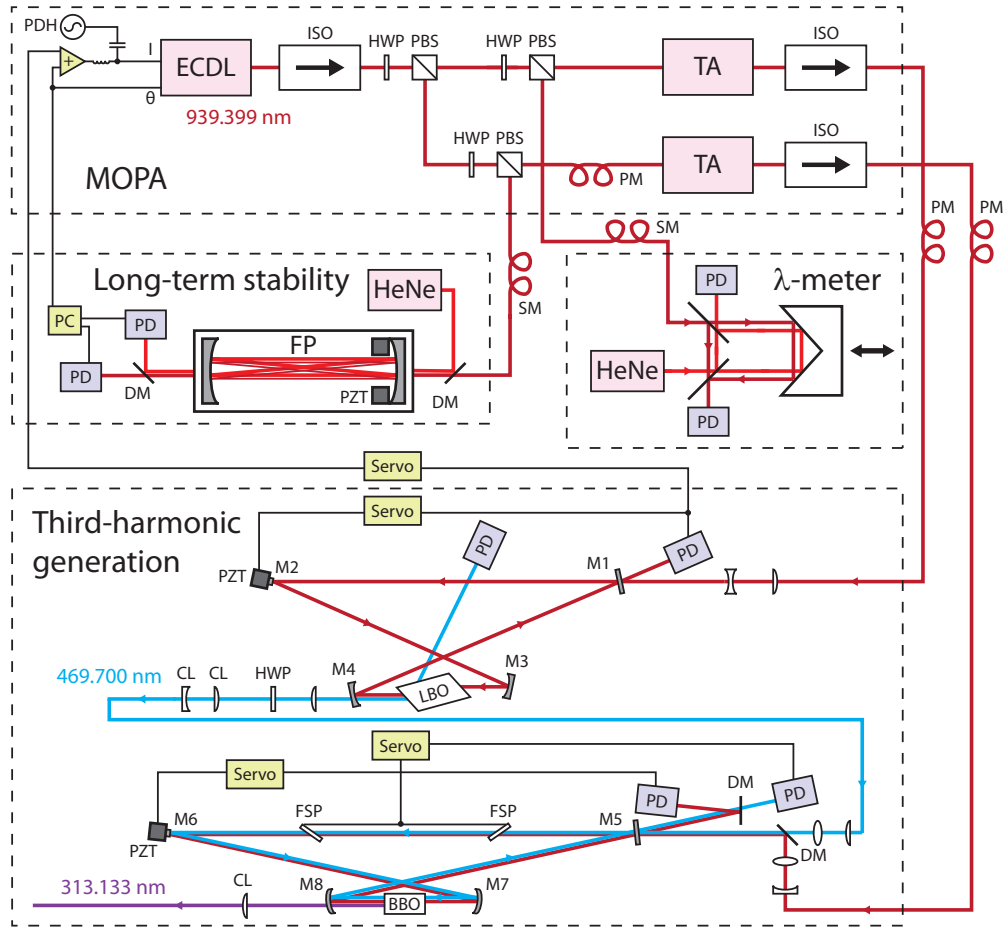 PDH
I
ECDL
θ
939.399 nm
+
ISO
HWP PBS
HWP PBS
TA
ISO
HWP PBS
PM
TA
ISO
MOPA
PM
PM
SM
SM
Long-term stability
HeNe
PC
PD
PD
DM
FP
PZT
DM
λ-meter
PD
HeNe
PD
Servo
Servo
Third-harmonic
generation
PZT
M2
PD
M1
PD
469.700 nm
CL
CL
HWP
M4
LBO
M3
Servo
Servo
PD
DM
PD
M6
PZT
FSP
FSP
M5
DM
313.133 nm
CL
M8
BBO
M7